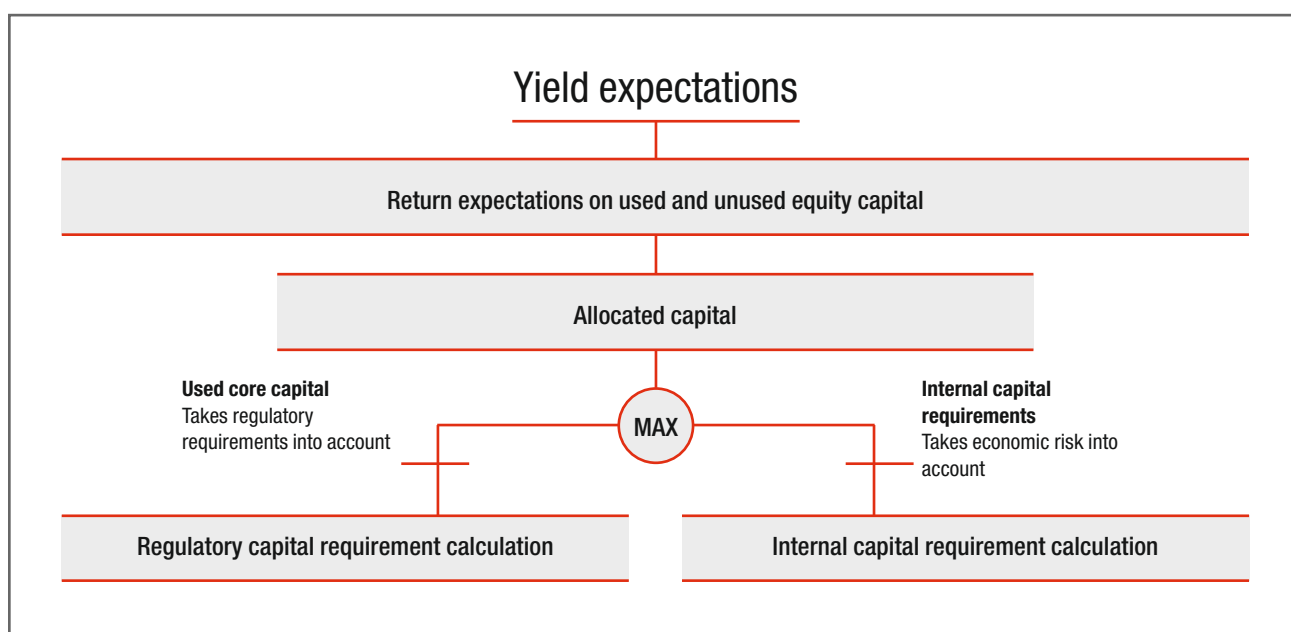 Yield expectations
Return expectations on used and unused equity capital
Allocated capital
Used core capital
Takes regulatory
requirements into account
MAX
Internal capital
requirements
Takes economic risk into
account
Regulatory capital requirement calculation
Internal capital requirement calculation